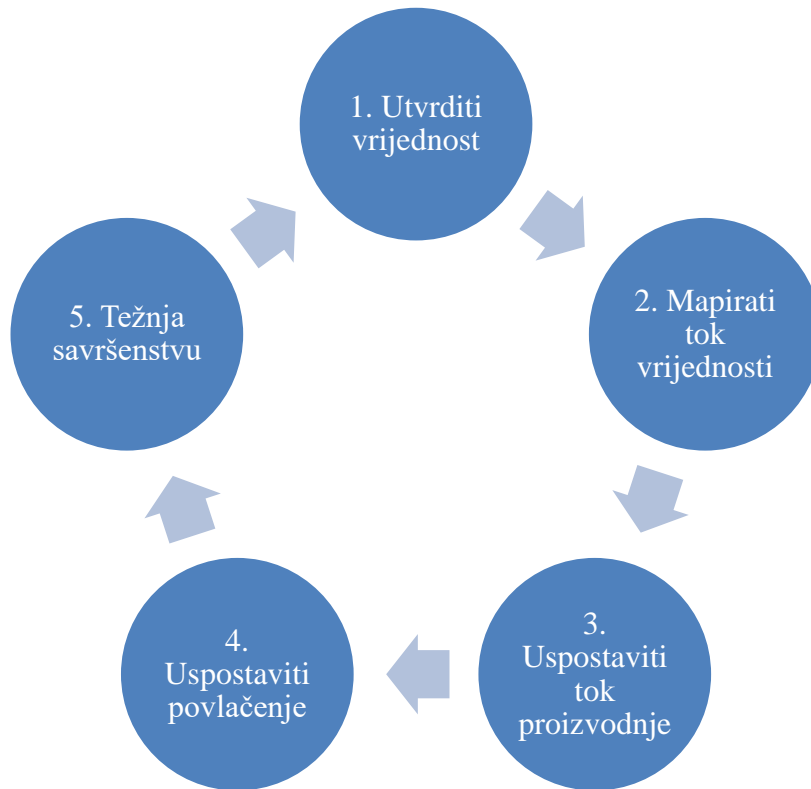 1. Utvrditi
vrijednost
2. Mapirati
tok
vrijednosti
3.
Uspostaviti
tok
proizvodnje
4.
Uspostaviti
povlačenje
5. Težnja
savršenstvu